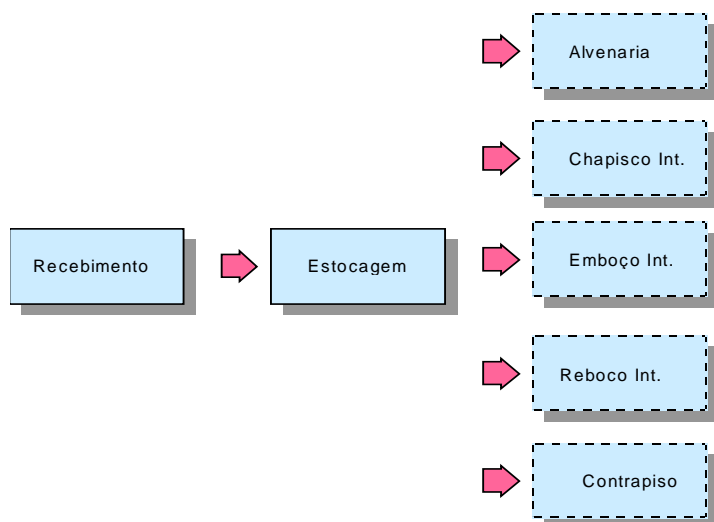 Alvenaria
Chapisco Int.
Recebimento
Estocagem
Emboço Int.
Reboco Int.
Contrapiso